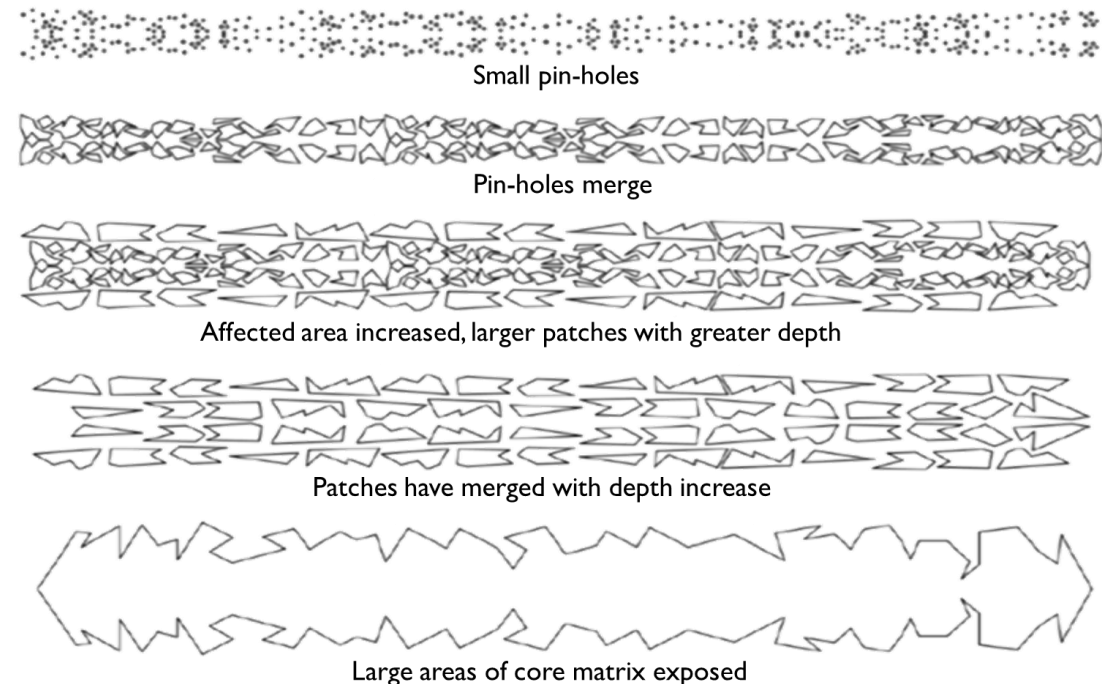 Small pin-holes
Pin-holes merge
Affected area increased, larger patches with greater depth
Patches have merged with depth increase
Large areas of core matrix exposed